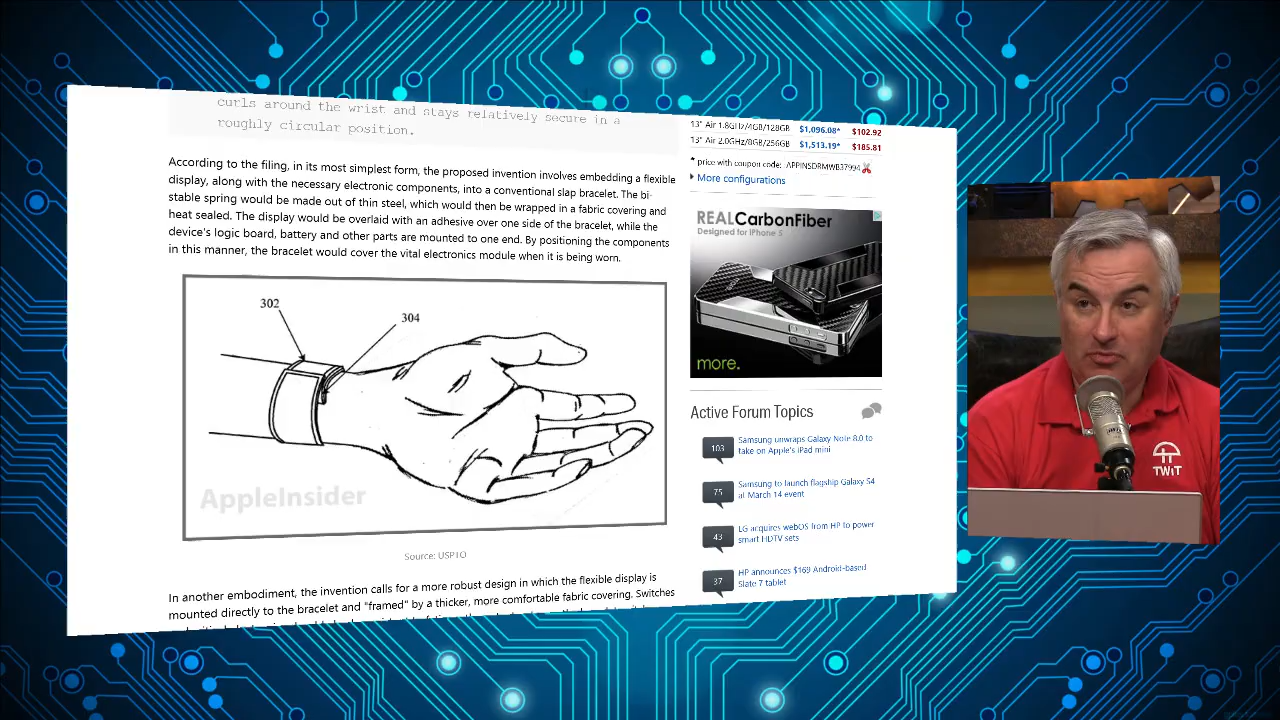 curls around the wrist and stays relatively secure in a
roughly circular position.
According to the filing, in its most simplest form, the proposed invention involves embedding a flexible
display, along with the necessary electronic components, into a conventional slap bracelet. The bi-
stable spring would be made out of thin steel, which would then be wrapped in a fabric covering and
heat sealed. The display would be overlaid with an adhesive over one side of the bracelet, while the
device's logic board, battery and other parts are mounted to one end. By positioning the components
in this manner, the bracelet would cover the vital electronics module when it is being worn.
302
304
AppleInsider
Source: USPTO
In another embodiment, the invention calls for a more robust design in which the flexible display is
mounted directly to the bracelet and "framed" by a thicker, more comfortable fabric covering. Switches
13" Air 1.8GHz/4GB/128GB $1,096.08* $102.92
13" Air 2.0GHz/8GB/256GB $1,513.19* $185.81
* price with coupon code: APPINSDRMWB37994
More configurations
REALCarbonFiber
Designed for iPhone 5
more.
Active Forum Topics
103
Samsung unwraps Galaxy Note 8.0 to
take on Apple's iPad mini
75
Samsung to launch flagship Galaxy S4
at March 14 event
43
LG acquires webOS from HP to power
smart HDTV sets
37
HP announces $169 Android-based
Slate 7 tablet
TWiT